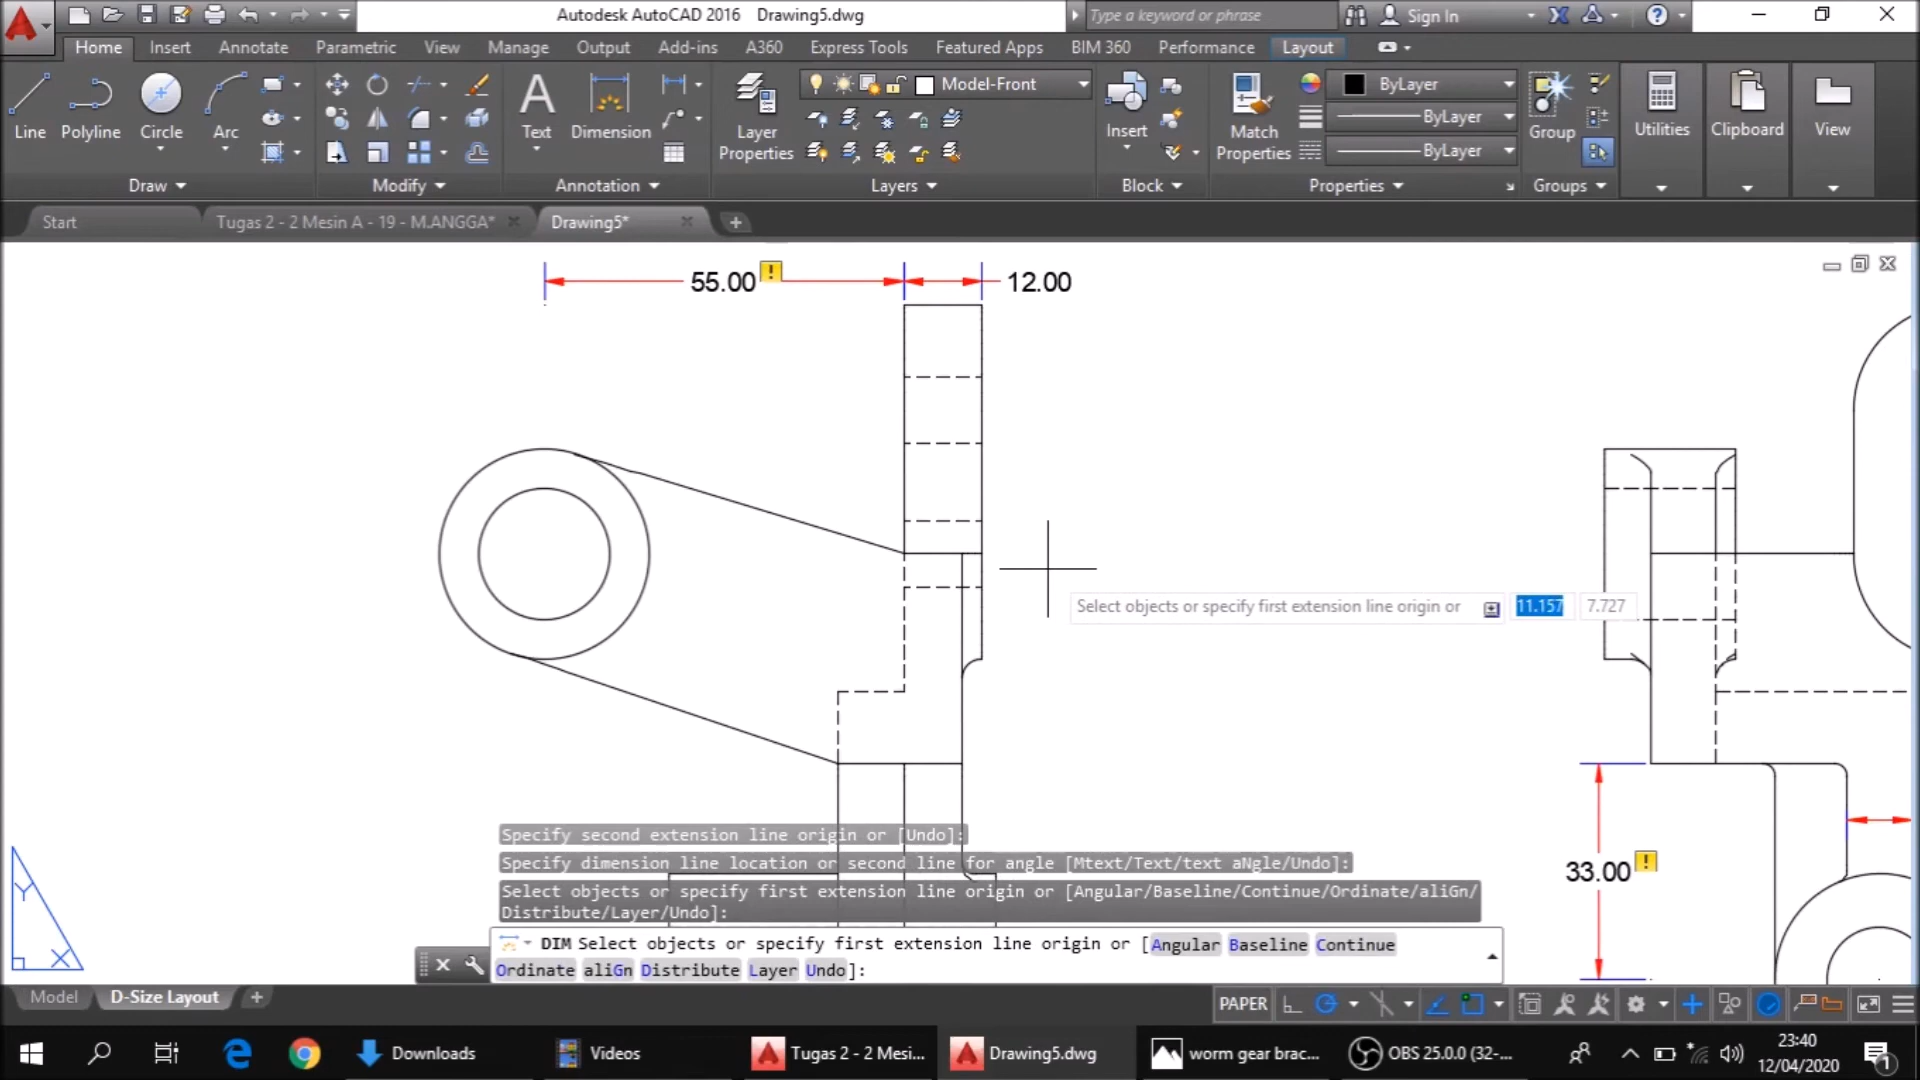 Autodesk AutoCAD 2016 Drawing5.dwg
Type a keyword or phrase
Sign In
Home Insert Annotate Parametric View Manage Output Add-ins A360 Express Tools Featured Apps BIM 360 Performance Layout
Line Polyline Circle Arc
Text Dimension
Layer Properties
Model-Front
Insert
Match Properties
ByLayer
ByLayer
ByLayer
Group
Utilities Clipboard View
Draw Modify Annotation Layers Block Properties Groups
Start Tugas 2 - 2 Mesin A - 19 - M.ANGGA* Drawing5*
55.00 12.00
Select objects or specify first extension line origin or 11.157 7.727
33.00
Specify second extension line origin or [Undo]:
Specify dimension line location or second line for angle [Mtext/Text/text aNgle/Undo]:
Select objects or specify first extension line origin or [Angular/Baseline/Continue/Ordinate/aliGn/
Distribute/Layer/Undo]:
DIM Select objects or specify first extension line origin or [Angular Baseline Continue
Ordinate aliGn Distribute Layer Undo]:
Y
X
Model D-Size Layout
PAPER
Downloads Videos Tugas 2 - 2 Mesi... Drawing5.dwg worm gear brac... OBS 25.0.0 (32-...
23:40
12/04/2020
1